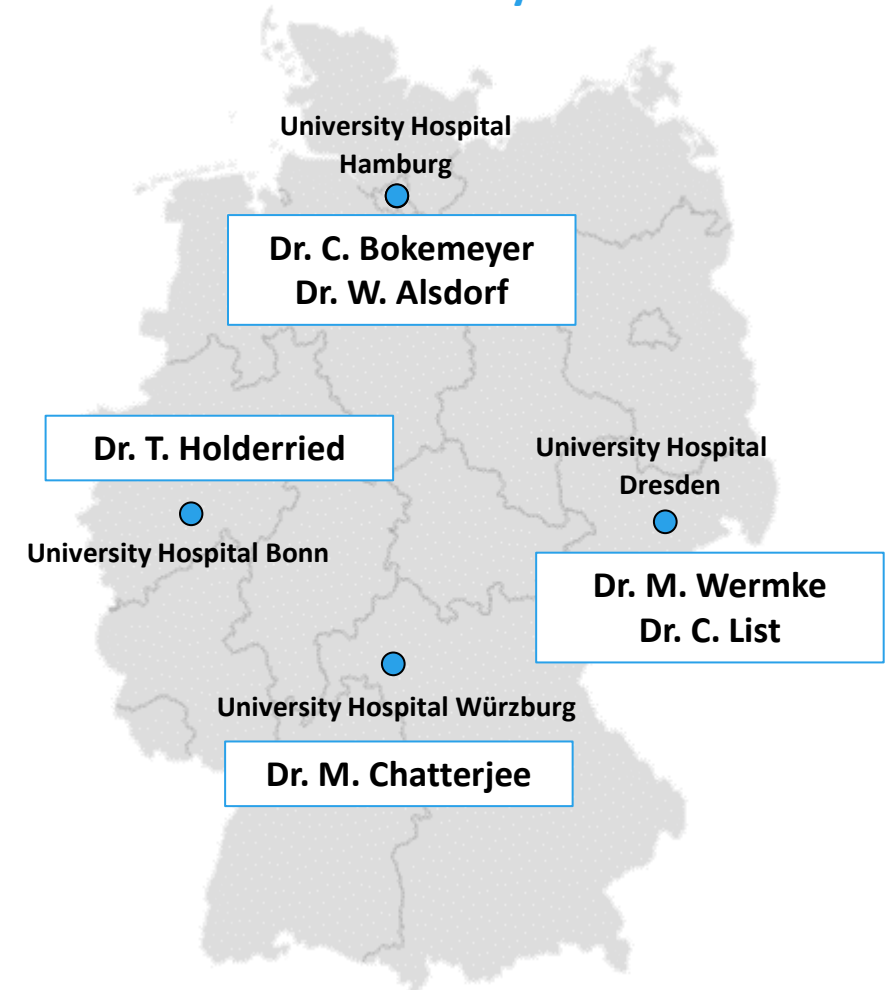 University Hospital
Hamburg
Dr. C. Bokemeyer
Dr. W. Alsdorf
Dr. T. Holderried
University Hospital Bonn
University Hospital
Dresden
Dr. M. Wermke
Dr. C. List
University Hospital Würzburg
Dr. M. Chatterjee